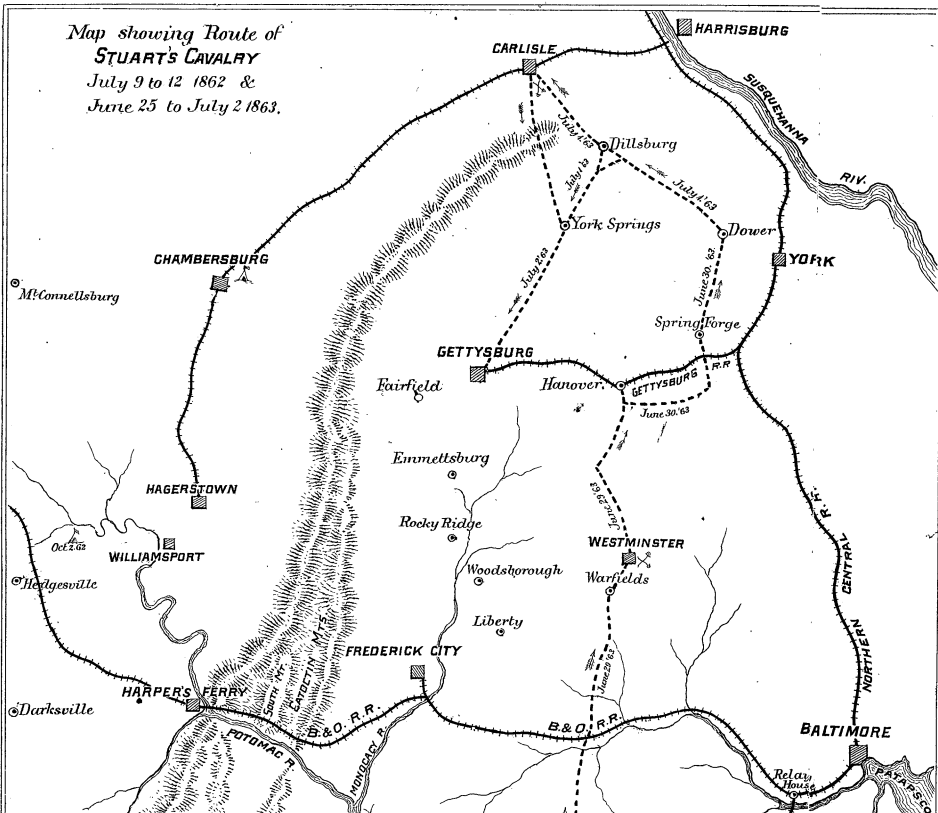 Map showing Route of
STUART'S CAVALRY
July 9 to 12 1862 &
June 25 to July 2 1863.
HARRISBURG
CARLISLE
SUSQUEHANNA
RIV.
July 1.'63
Dillsburg
July 1.'63
July 1.'63
York Springs
Dower
CHAMBERSBURG
YORK
July 2.'63
June 30. '63.
Mc.Connellsburg
Spring Forge
GETTYSBURG
Hanover.
GETTYSBURG
R.R
Fairfield
June 30.'63
Emmettsburg
HAGERSTOWN
June 29.'63
Rocky Ridge
Oct 2.62
WILLIAMSPORT
WESTMINSTER
Hedgesville
Woodsborough
Warfields
NORTHERN
CENTRAL
R.R.
Liberty
FREDERICK CITY
June 29 '63
SOUTH MT.
CATOCTIN MTS.
HARPER'S FERRY
Darksville
B.&O. R.R.
B.&O. R.R.
POTOMAC R.
MONOCACY R.
BALTIMORE
Relay
House
PATAPSCO